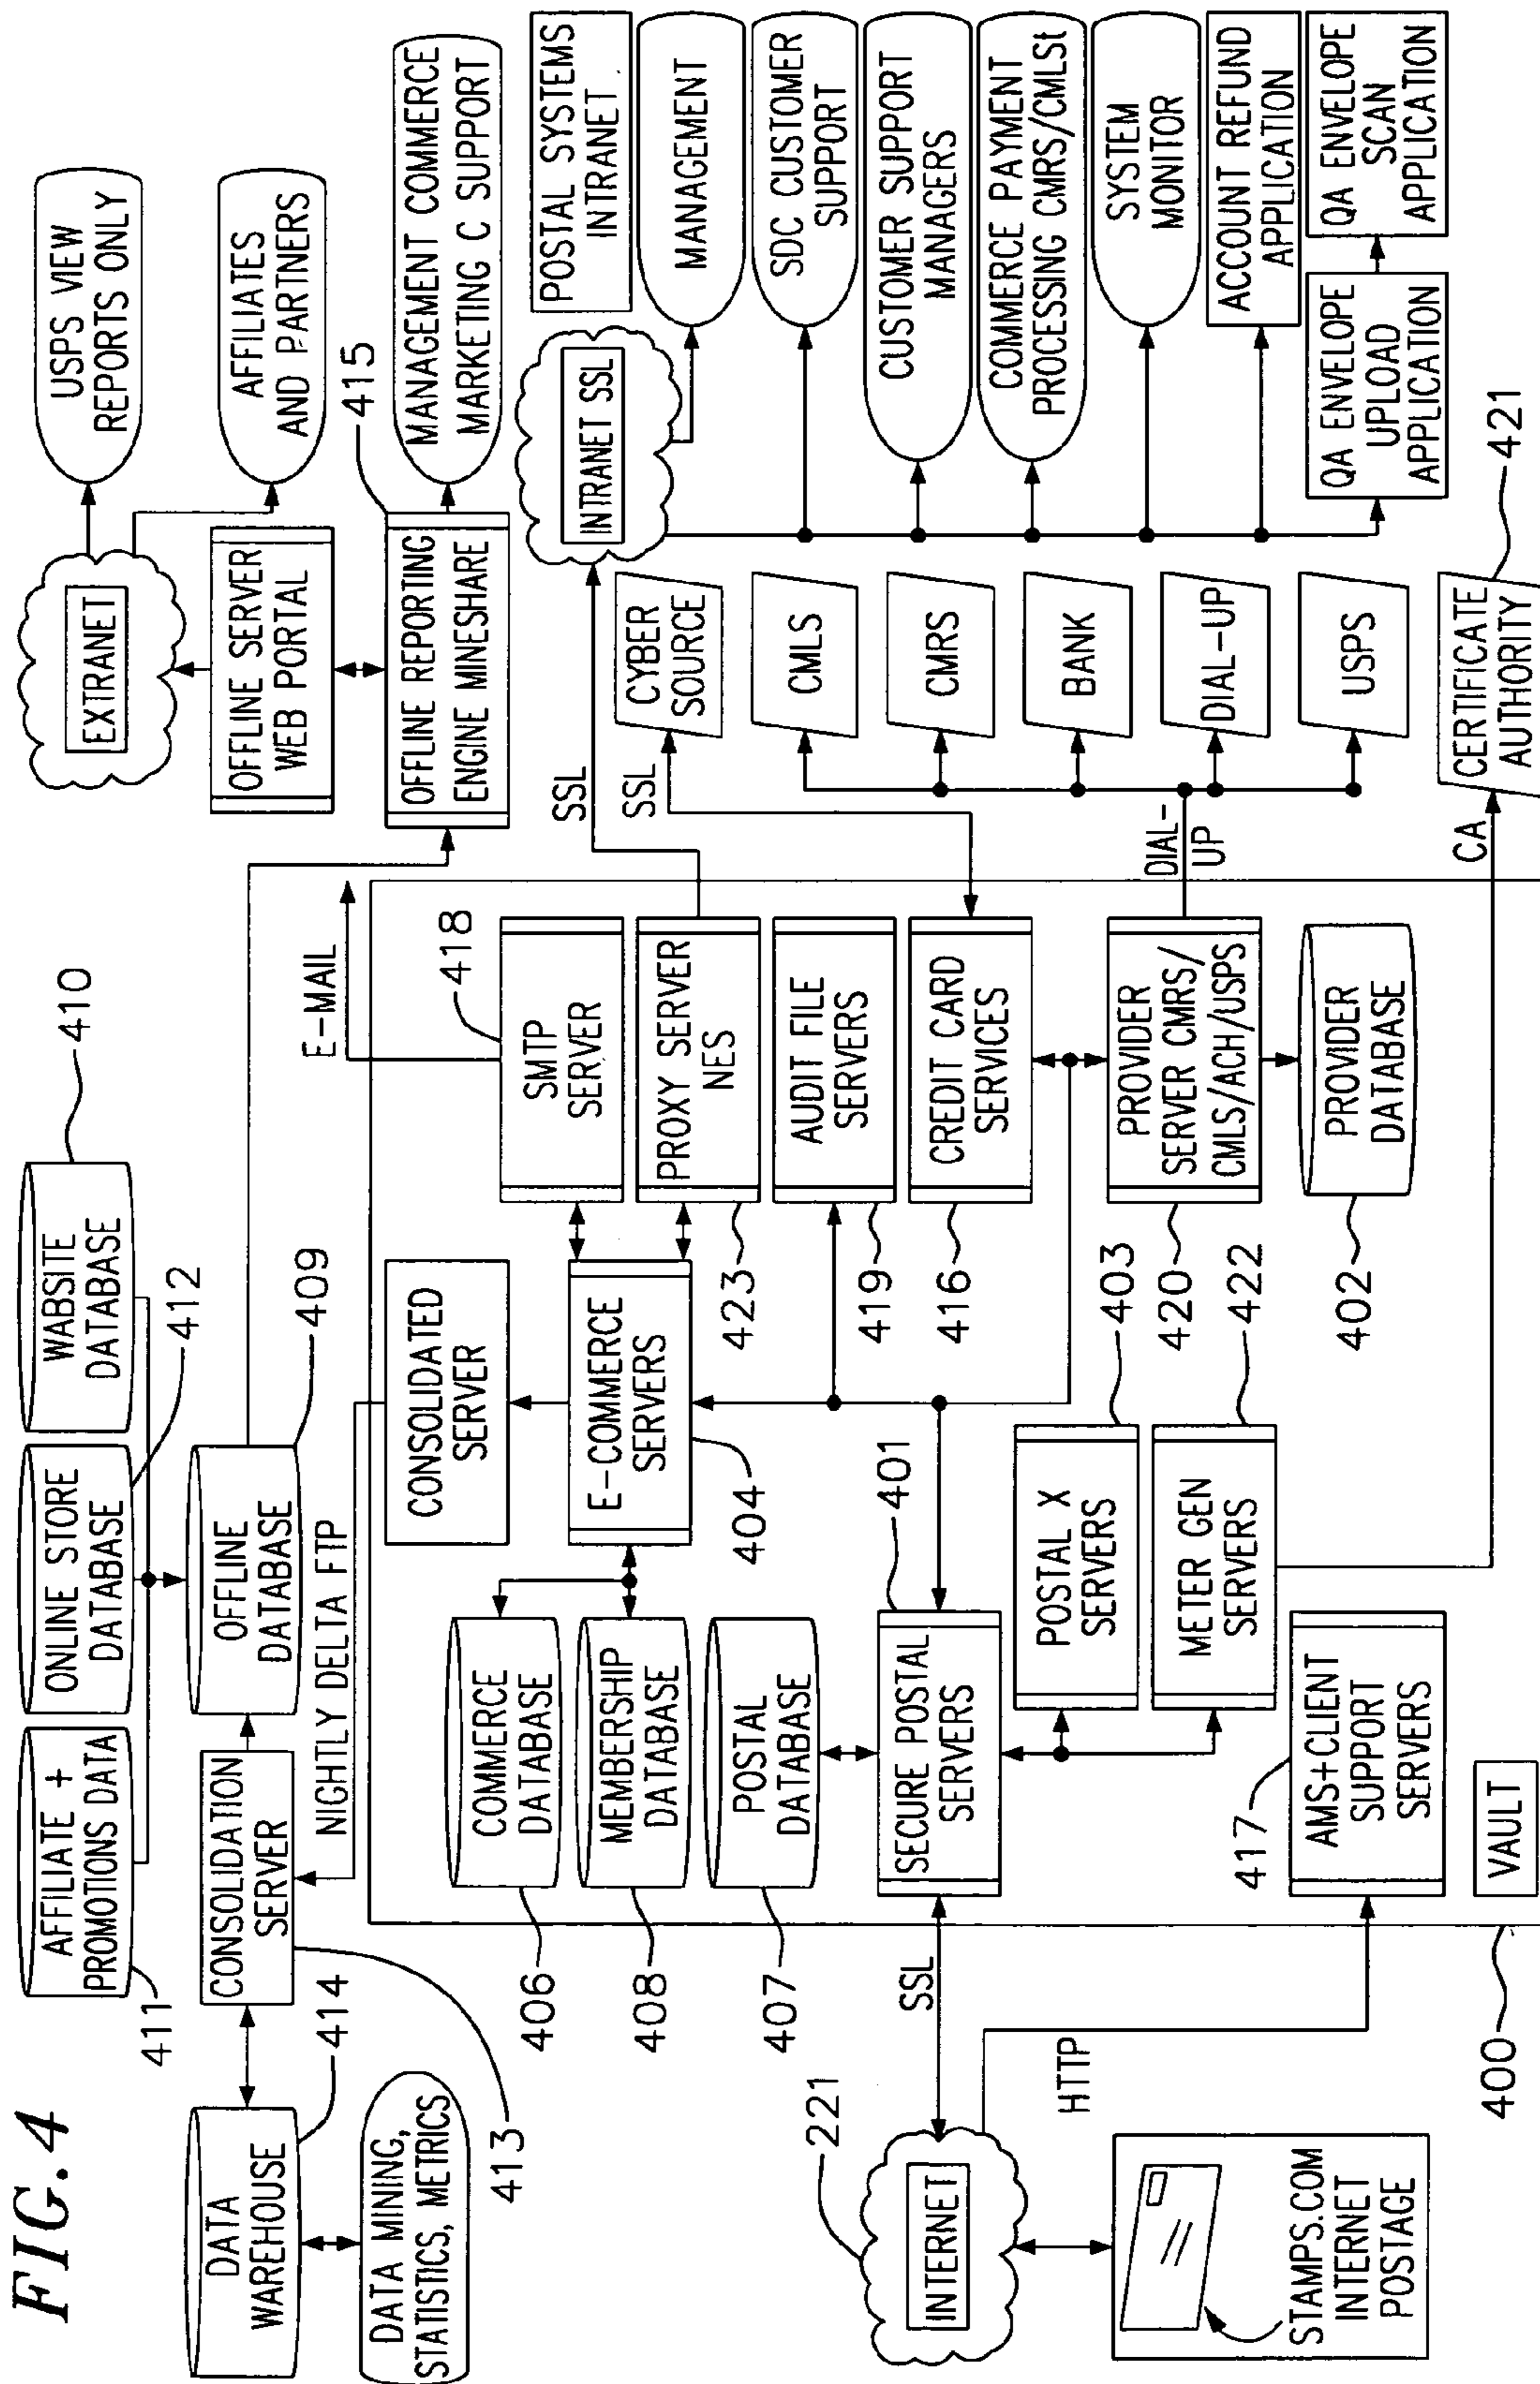 FIG. 4
AFFILIATE +
PROMOTIONS DATA
411
ONLINE STORE
DATABASE
412
WABSITE
DATABASE
410
EXTRANET
USPS VIEW
REPORTS ONLY
DATA
WAREHOUSE
414
CONSOLIDATION
SERVER
413
OFFLINE
DATABASE
409
OFFLINE SERVER
WEB PORTAL
AFFILIATES
AND PARTNERS
DATA MINING,
STATISTICS, METRICS
NIGHTLY DELTA FTP
E-MAIL
OFFLINE REPORTING
ENGINE MINESHARE
415
MANAGEMENT COMMERCE
MARKETING C SUPPORT
CONSOLIDATED
SERVER
418
COMMERCE
DATABASE
406
E-COMMERCE
SERVERS
404
SMTP
SERVER
SSL
INTRANET SSL
POSTAL SYSTEMS
INTRANET
MEMBERSHIP
DATABASE
408
PROXY SERVER
NES
423
SSL
CYBER
SOURCE
MANAGEMENT
POSTAL
DATABASE
407
AUDIT FILE
SERVERS
419
CMLS
SDC CUSTOMER
SUPPORT
221
INTERNET
SSL
SECURE POSTAL
SERVERS
401
CREDIT CARD
SERVICES
416
CMRS
CUSTOMER SUPPORT
MANAGERS
HTTP
POSTAL X
SERVERS
403
BANK
COMMERCE PAYMENT
PROCESSING CMRS/CMLSt
METER GEN
SERVERS
422
PROVIDER
SERVER CMRS/
CMLS/ACH/USPS
420
DIAL-
UP
DIAL-UP
SYSTEM
MONITOR
STAMPS.COM
INTERNET
POSTAGE
AMS+CLIENT
SUPPORT
SERVERS
417
PROVIDER
DATABASE
402
USPS
ACCOUNT REFUND
APPLICATION
QA ENVELOPE
UPLOAD
APPLICATION
QA ENVELOPE
SCAN
APPLICATION
400
VAULT
CA
CERTIFICATE
AUTHORITY
421